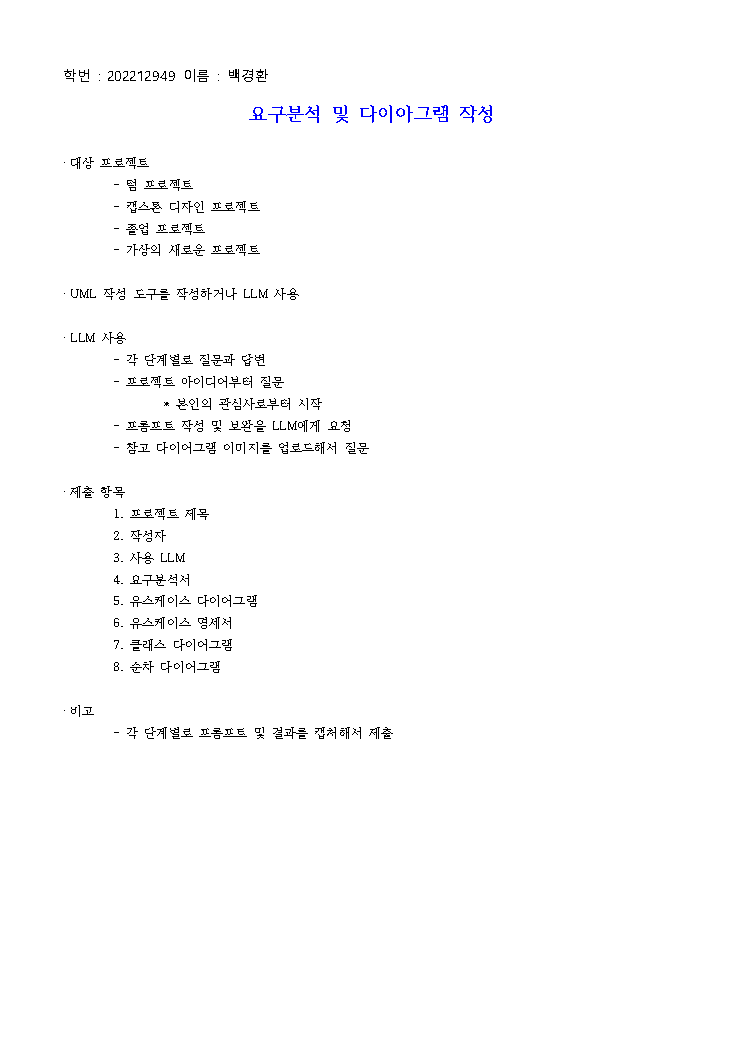 학번 : 202212949 이름 : 백경환
요구분석 및 다이아그램 작성
· 대상 프로젝트
- 텀 프로젝트
- 캡스톤 디자인 프로젝트
- 졸업 프로젝트
- 가상의 새로운 프로젝트
· UML 작성 도구를 작성하거나 LLM 사용
· LLM 사용
- 각 단계별로 질문과 답변
- 프로젝트 아이디어부터 질문
* 본인의 관심사로부터 시작
- 프롬프트 작성 및 보완을 LLM에게 요청
- 참고 다이어그램 이미지를 업로드해서 질문
· 제출 항목
1. 프로젝트 제목
2. 작성자
3. 사용 LLM
4. 요구분석서
5. 유스케이스 다이어그램
6. 유스케이스 명세서
7. 클래스 다이어그램
8. 순차 다이어그램
· 비고
- 각 단계별로 프롬프트 및 결과를 캡처해서 제출